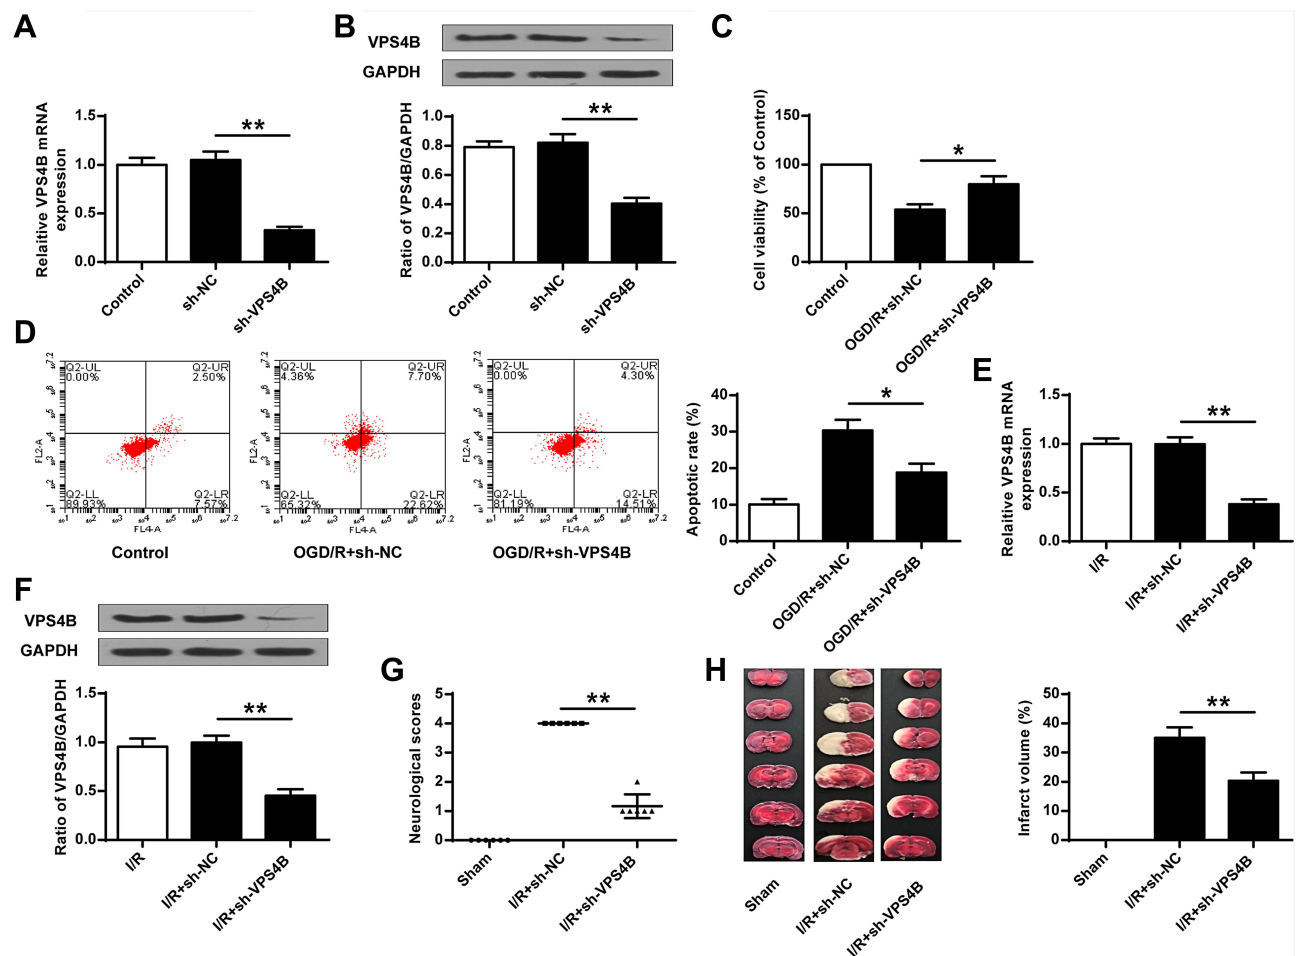 A
Relaitive VPS4B mRNA
expression
1.5
1.0
0.5
0.0
**
Control
sh-NC
sh-VPS4B
B
VPS4B
GAPDH
Ratio of VPS4B/GAPDH
1.0
0.8
0.6
0.4
0.2
0.0
**
Control
sh-NC
sh-VPS4B
C
Cell viability (% of Control)
150
100
50
0
*
Control
OGD/R+sh-NC
OGD/R+sh-VPS4B
D
Q2-UL
0.00%
Q2-UR
2.50%
Q2-LL
89.93%
Q2-LR
7.57%
FL2-A
FL4-A
Control
Q2-UL
4.36%
Q2-UR
7.70%
Q2-LL
65.32%
Q2-LR
22.62%
FL2-A
FL4-A
OGD/R+sh-NC
Q2-UL
0.00%
Q2-UR
4.30%
Q2-LL
81.19%
Q2-LR
14.51%
FL2-A
FL4-A
OGD/R+sh-VPS4B
Apoptotic rate (%)
40
30
20
10
0
*
Control
OGD/R+sh-NC
OGD/R+sh-VPS4B
E
Relaitive VPS4B mRNA
expression
1.5
1.0
0.5
0.0
**
I/R
I/R+sh-NC
I/R+sh-VPS4B
F
VPS4B
GAPDH
Ratio of VPS4B/GAPDH
1.5
1.0
0.5
0.0
**
I/R
I/R+sh-NC
I/R+sh-VPS4B
G
Neurological scores
5
4
3
2
1
0
**
Sham
I/R+sh-NC
I/R+sh-VPS4B
H
Sham
I/R+sh-NC
I/R+sh-VPS4B
Infarct volume (%)
50
40
30
20
10
0
**
Sham
I/R+sh-NC
I/R+sh-VPS4B